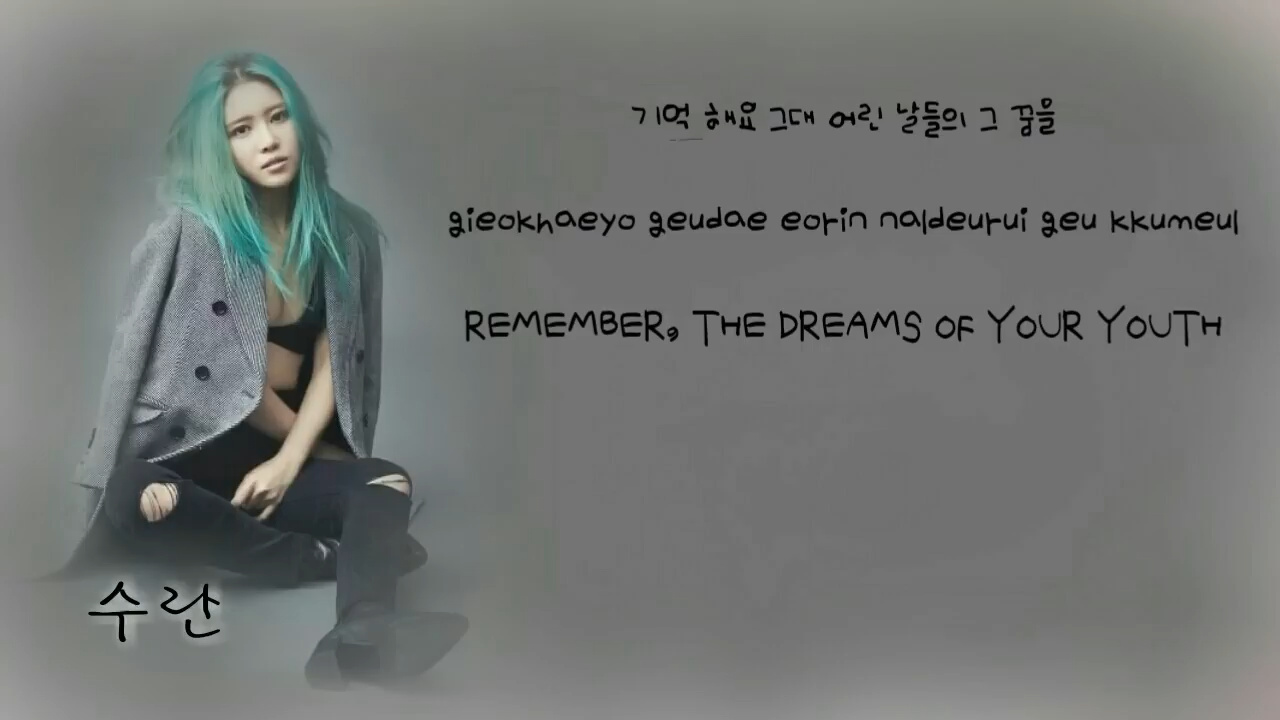 기억 해요 그대 어린 날들의 그 꿈을
gieokhaeyo geudae eorin naldeurui geu kkumeul
REMEMBER, THE DREAMS OF YOUR YOUTH
수란